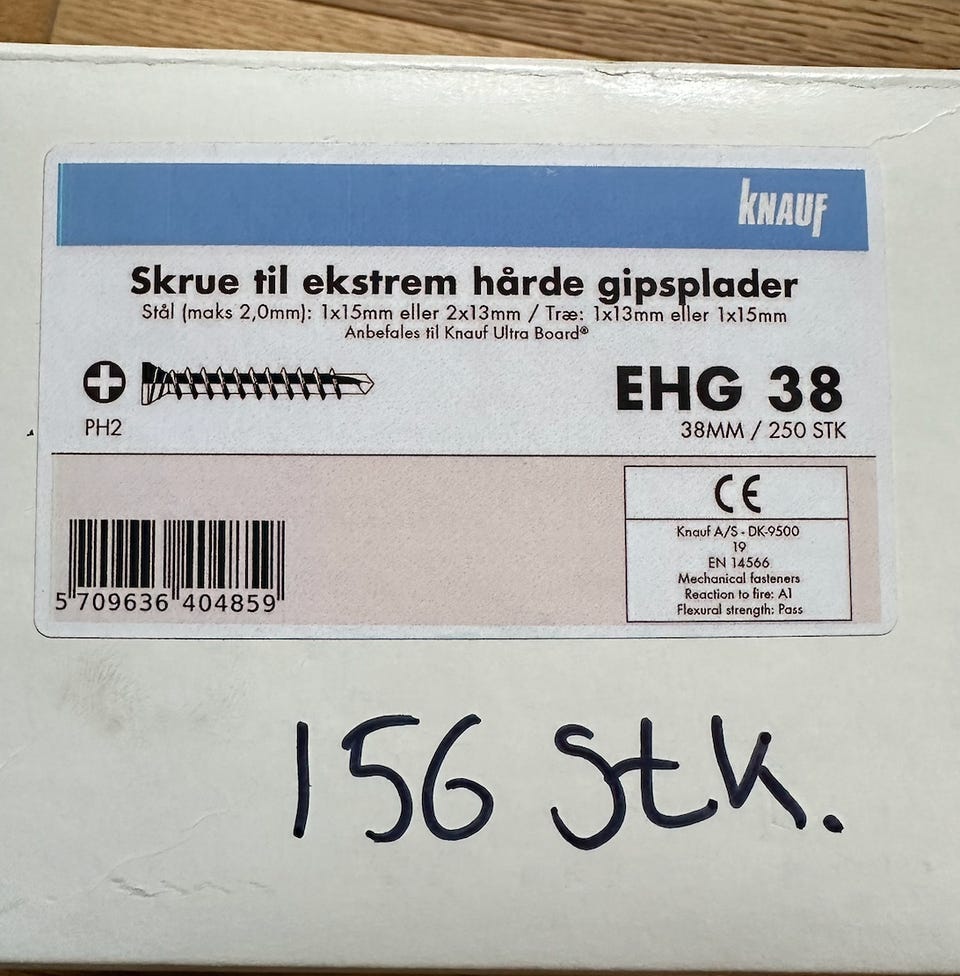 KNAUF
Skrue til ekstrem hårde gipsplader
Stål (maks 2,0mm): 1x15mm eller 2x13mm / Træ: 1x13mm eller 1x15mm
Anbefales til Knauf Ultra Board®
EHG 38
PH2
38MM / 250 STK
CE
Knauf A/S - DK-9500
19
EN 14566
Mechanical fasteners
Reaction to fire: A1
Flexural strength: Pass
5 709636 404859
156 Stk.